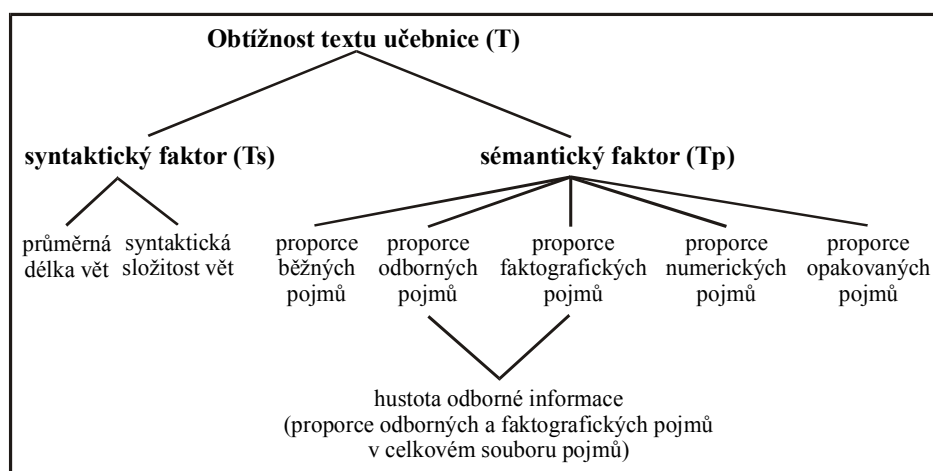 Obtížnost textu učebnice (T)
syntaktický faktor (Ts)
sémantický faktor (Tp)
průměrná
délka vět
syntaktická
složitost vět
proporce
běžných
pojmů
proporce
odborných
pojmů
proporce
faktografických
pojmů
proporce
numerických
pojmů
proporce
opakovaných
pojmů
hustota odborné informace
(proporce odborných a faktografických pojmů
v celkovém souboru pojmů)